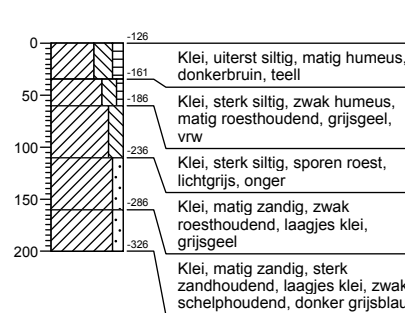 0
-126
Klei, uiterst siltig, matig humeus,
donkerbruin, teell
-161
50
-186
Klei, sterk siltig, zwak humeus,
matig roesthoudend, grijsgeel,
vrw
100
-236
Klei, sterk siltig, sporen roest,
lichtgrijs, onger
150
-286
Klei, matig zandig, zwak
roesthoudend, laagjes klei,
grijsgeel
200
-326
Klei, matig zandig, sterk
zandhoudend, laagjes klei, zwak
schelphoudend, donker grijsblau